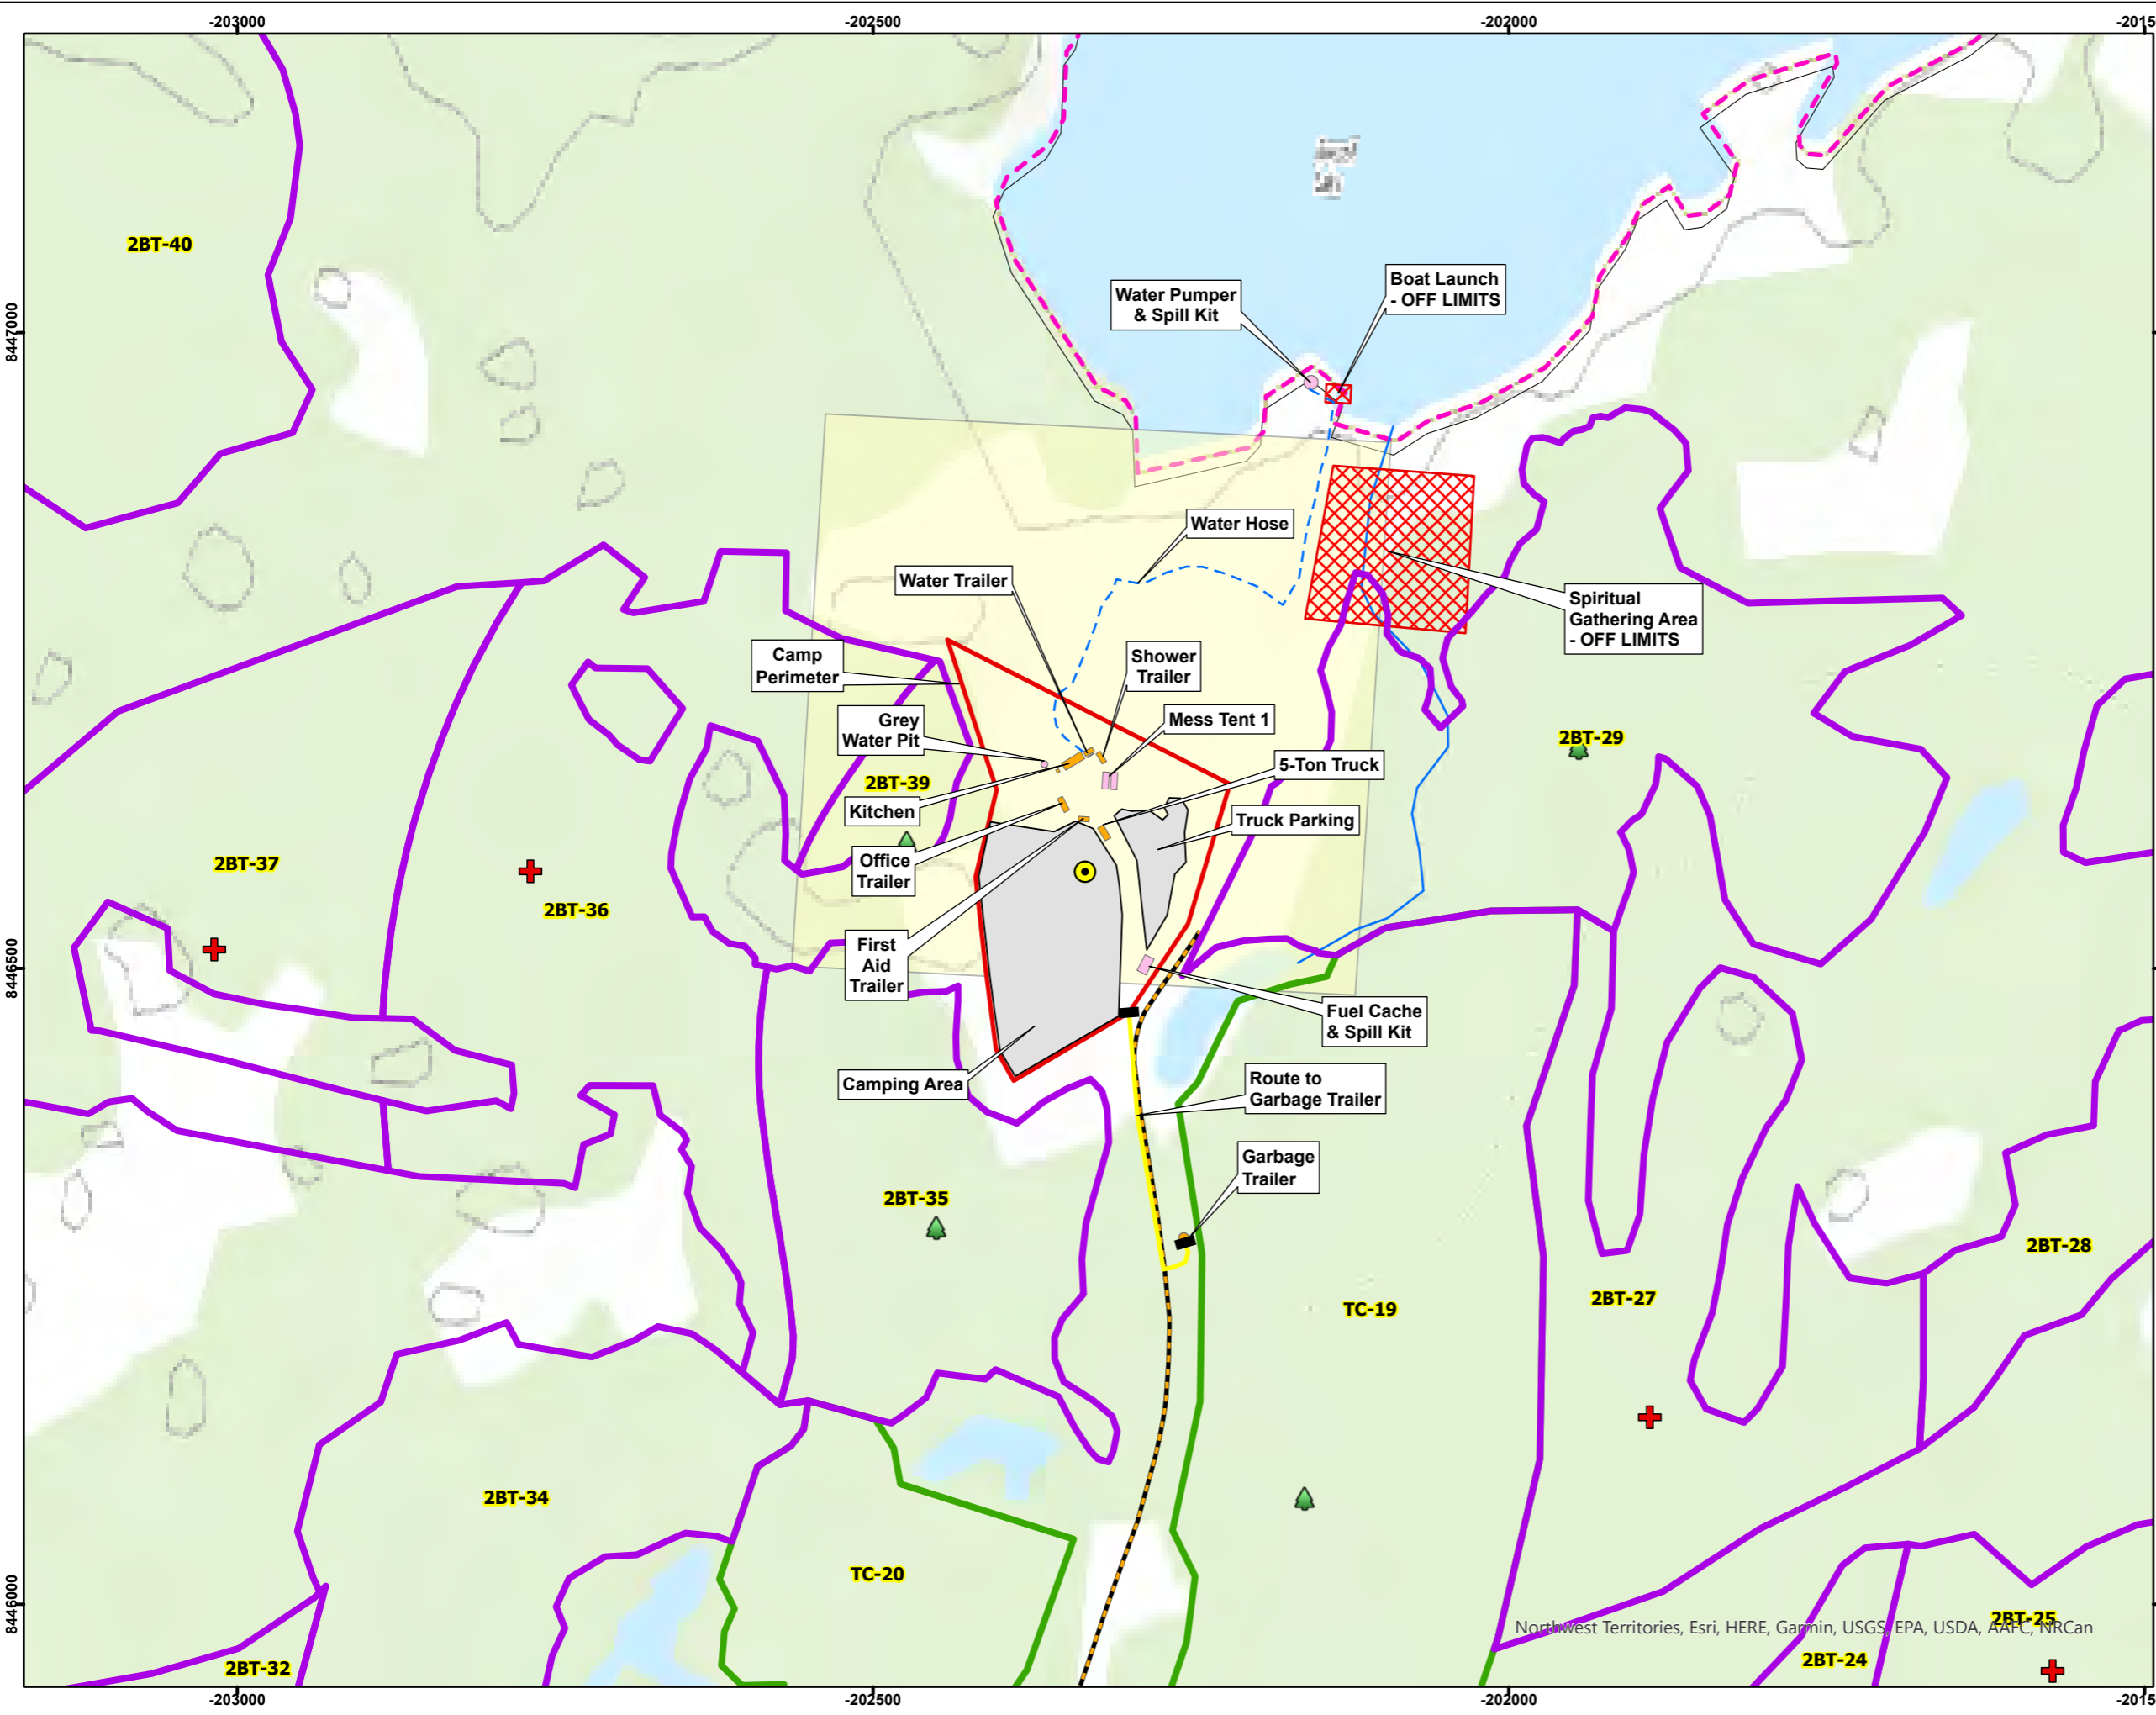 -203000
-202500
-202000
-2015
2BT-40
8447000
Water Pumper
& Spill Kit
Boat Launch
- OFF LIMITS
Water Hose
Water Trailer
Spiritual
Gathering Area
- OFF LIMITS
Camp
Perimeter
Shower
Trailer
Grey
Water Pit
Mess Tent 1
2BT-29
5-Ton Truck
2BT-39
Kitchen
Truck Parking
2BT-37
Office
Trailer
2BT-36
First
Aid
Trailer
8446500
Fuel Cache
& Spill Kit
Camping Area
Route to
Garbage Trailer
Garbage
Trailer
2BT-35
2BT-28
TC-19
2BT-27
2BT-34
TC-20
8446000
2BT-25
Northwest Territories, Esri, HERE, Garmin, USGS, EPA, USDA, AAFC, NRCan
2BT-32
2BT-24
-203000
-202500
-202000
-2015